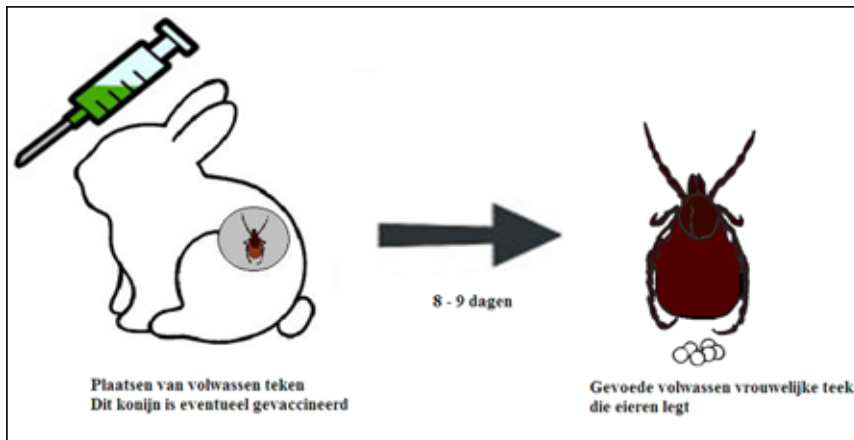 8 - 9 dagen
Plaatsen van volwassen teken
Dit konijn is eventueel gevaccineerd
Gevoede volwassen vrouwelijke teek
die eieren legt